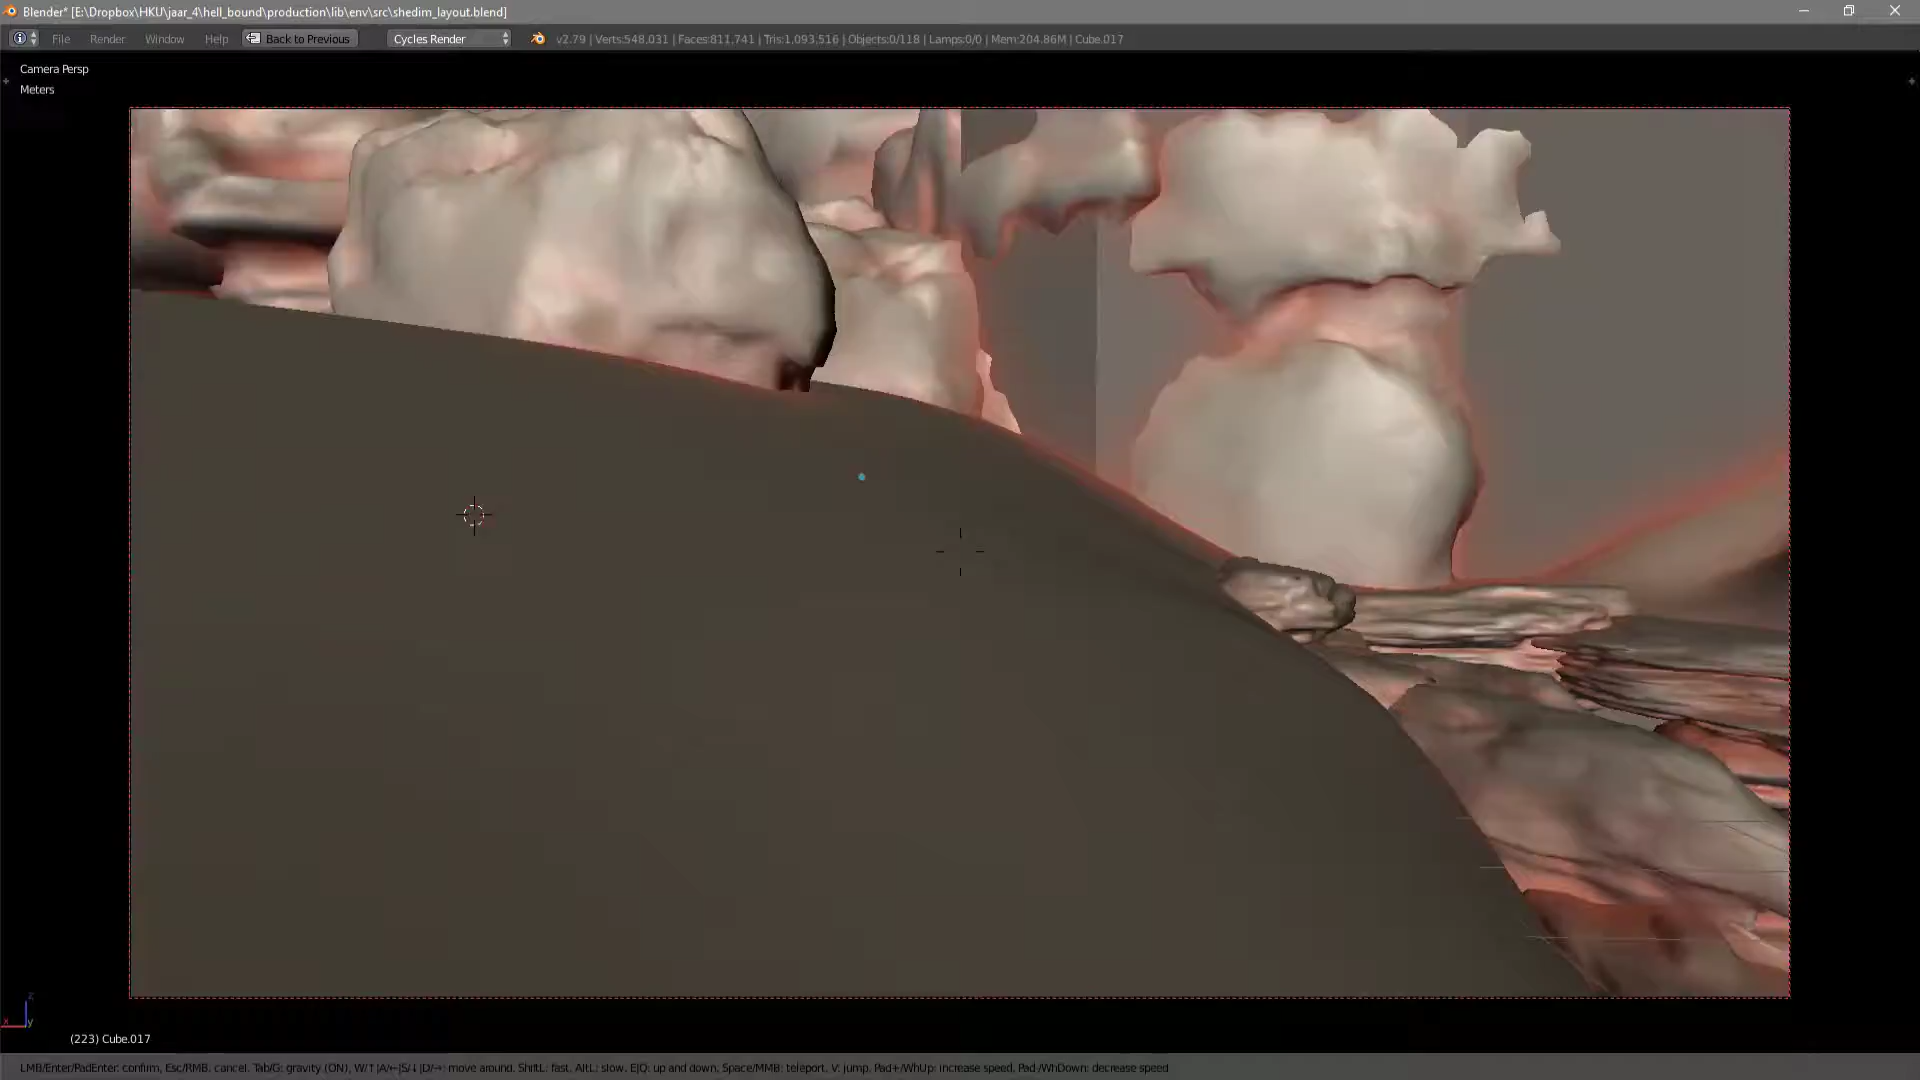 Blender* [E:\Dropbox\HKU\jaar_4\hell_bound\production\lib\env\src\shedim_layout.blend]
File Render Window Help Back to Previous Cycles Render v2.79 | Verts:548,031 | Faces:811,741 | Tris:1,093,516 | Objects:0/118 | Lamps:0/0 | Mem:204.86M | Cube.017
Camera Persp
Meters
z
x y
(223) Cube.017
LMB/Enter/PadEnter: confirm, Esc/RMB: cancel, Tab/G: gravity (ON), W/↑|A/←|S/↓|D/→: move around, ShiftL: fast, AltL: slow, E|Q: up and down, Space/MMB: teleport, V: jump, Pad+/WhUp: increase speed, Pad-/WhDown: decrease speed